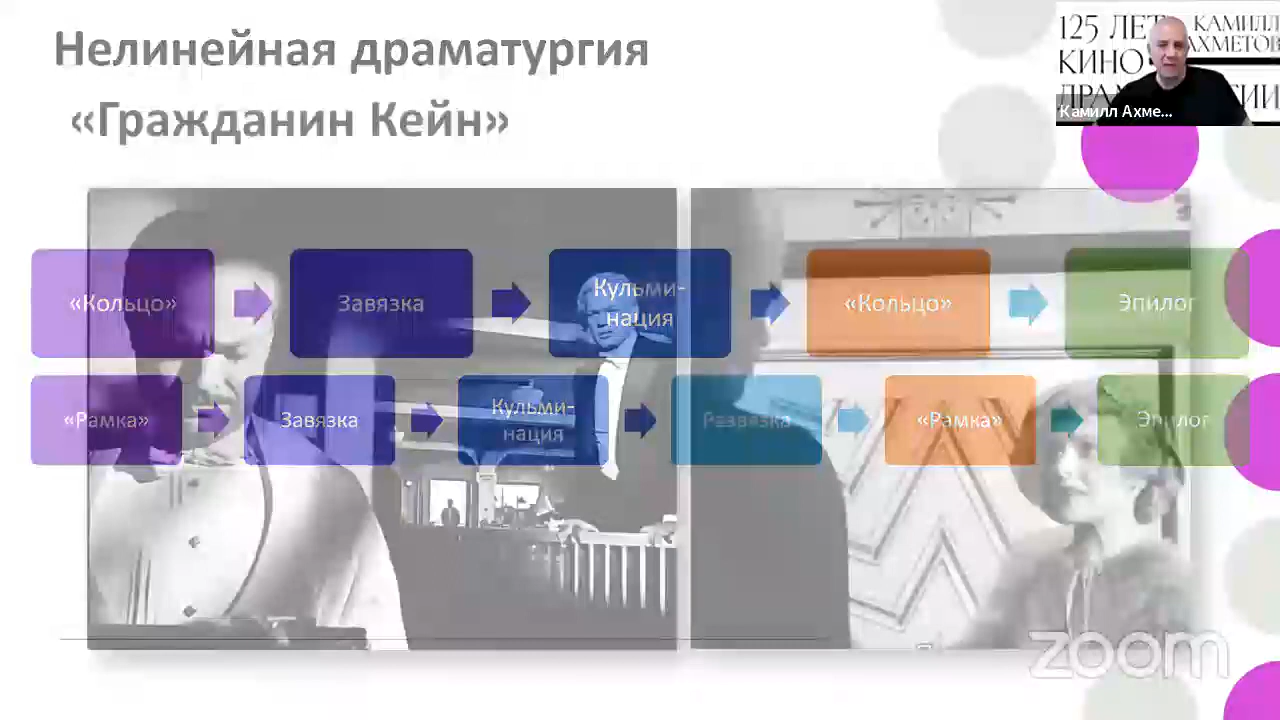 Нелинейная драматургия
«Гражданин Кейн»
125 ЛЕТ
КИНО
КАМИЛЛ
АХМЕТОВ
Камилл Ахме...
«Кольцо»
Завязка
Кульми-
нация
«Кольцо»
Эпилог
«Рамка»
Завязка
Кульми-
нация
Развязка
«Рамка»
Эпилог
zoom